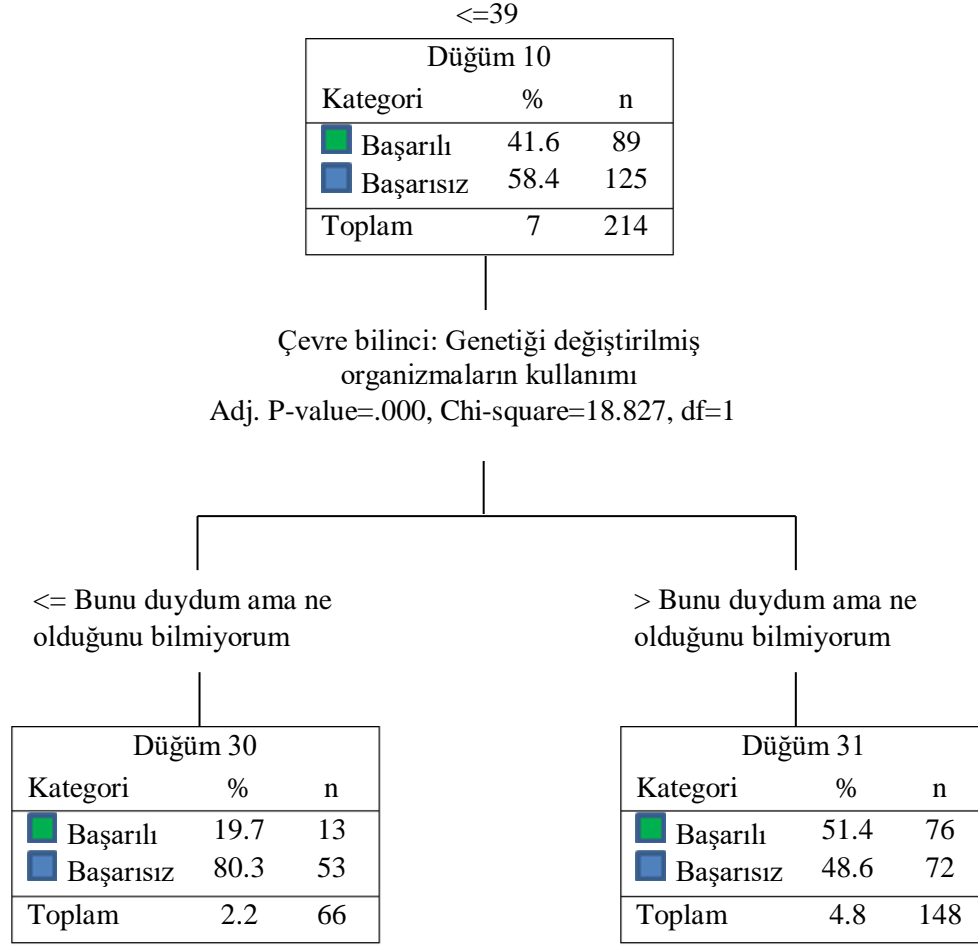 <=39
Düğüm 10
Kategori % n
Başarılı 41.6 89
Başarısız 58.4 125
Toplam 7 214
Çevre bilinci: Genetiği değiştirilmiş
organizmaların kullanımı
Adj. P-value=.000, Chi-square=18.827, df=1
<= Bunu duydum ama ne
olduğunu bilmiyorum
> Bunu duydum ama ne
olduğunu bilmiyorum
Düğüm 30
Kategori % n
Başarılı 19.7 13
Başarısız 80.3 53
Toplam 2.2 66
Düğüm 31
Kategori % n
Başarılı 51.4 76
Başarısız 48.6 72
Toplam 4.8 148